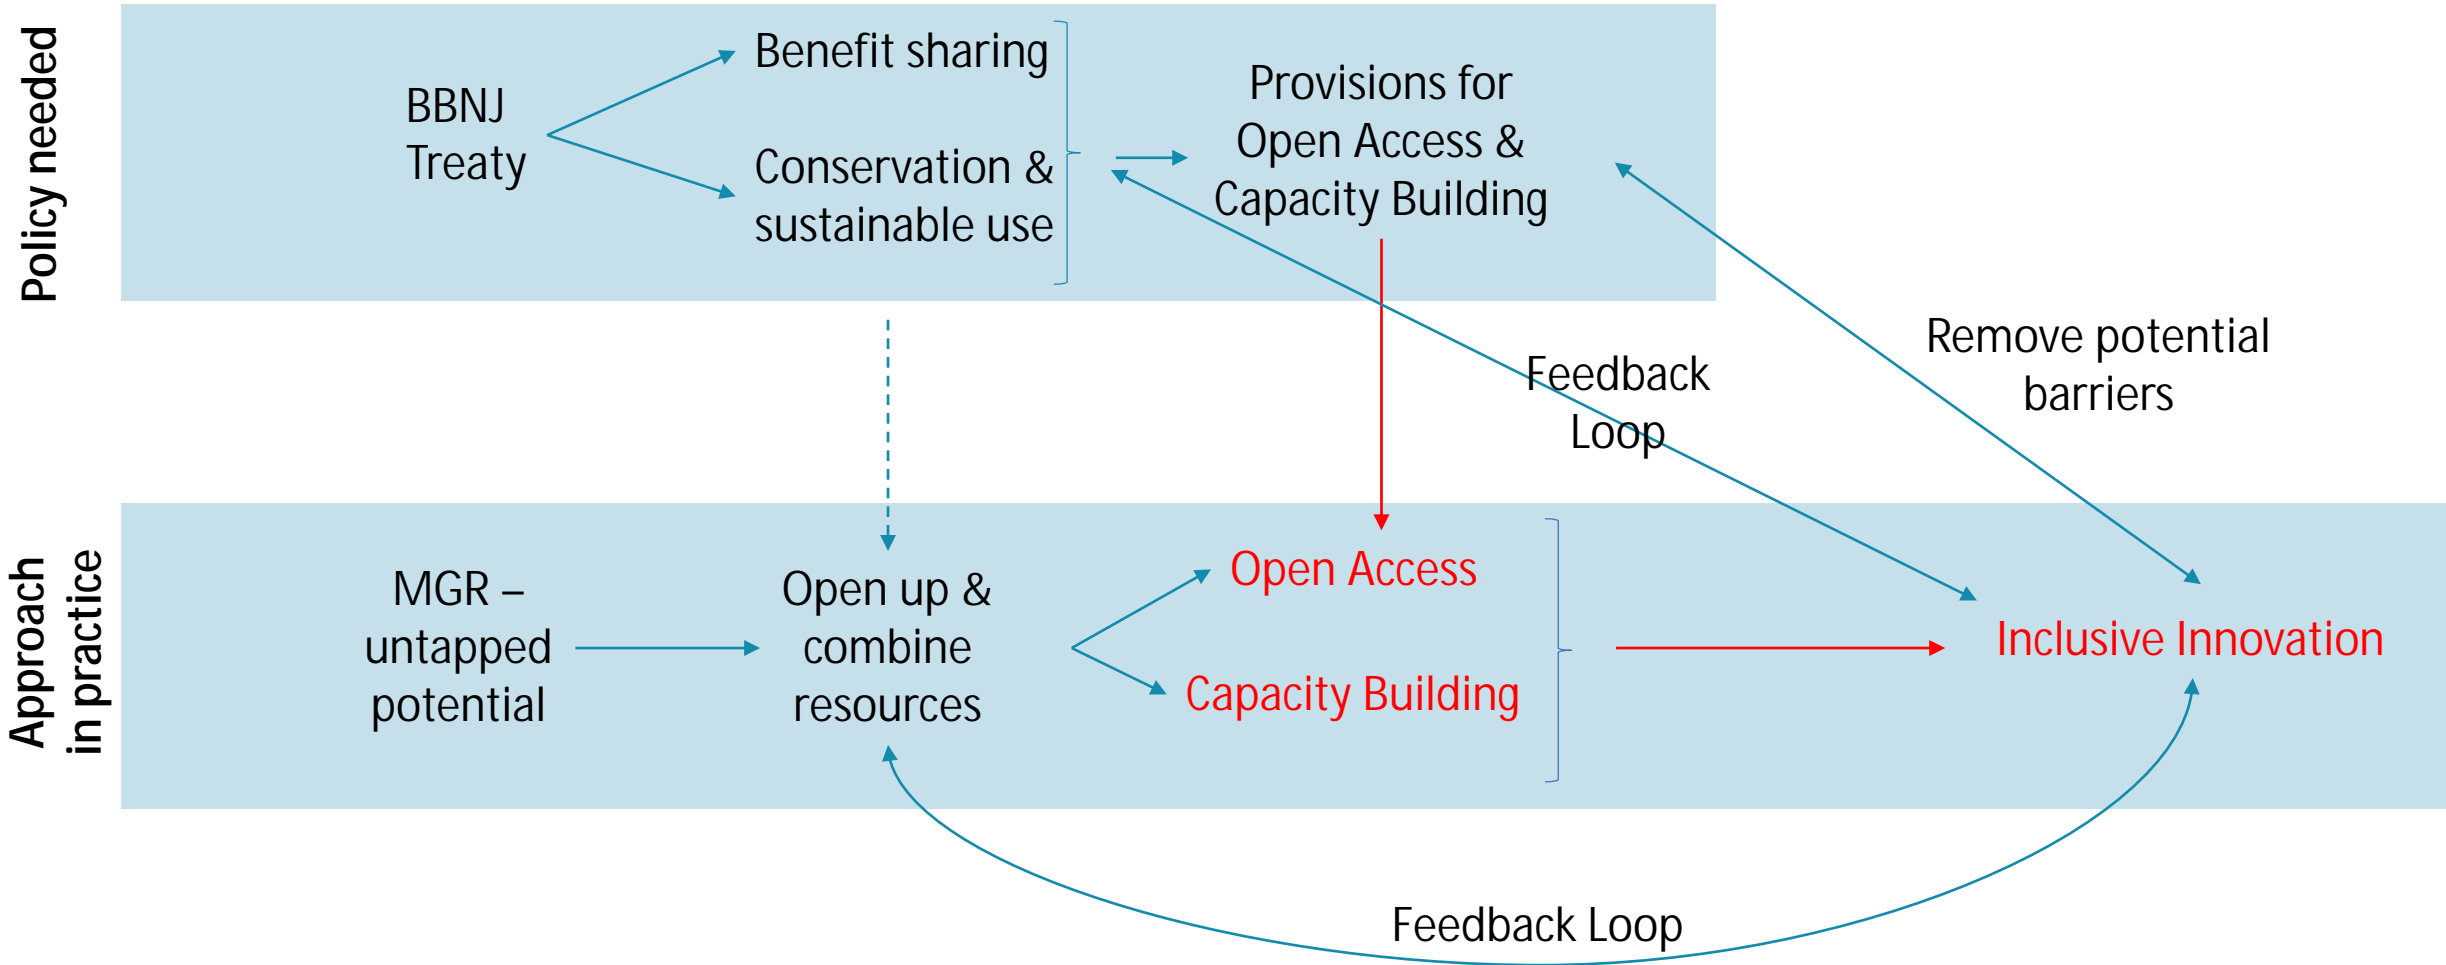 Policy needed
BBNJ
Treaty
Benefit sharing
Conservation &
sustainable use
Provisions for
Open Access &
Capacity Building
Feedback
Loop
Remove potential
barriers
Approach
in practice
MGR –
untapped
potential
Open up &
combine
resources
Open Access
Capacity Building
Inclusive Innovation
Feedback Loop